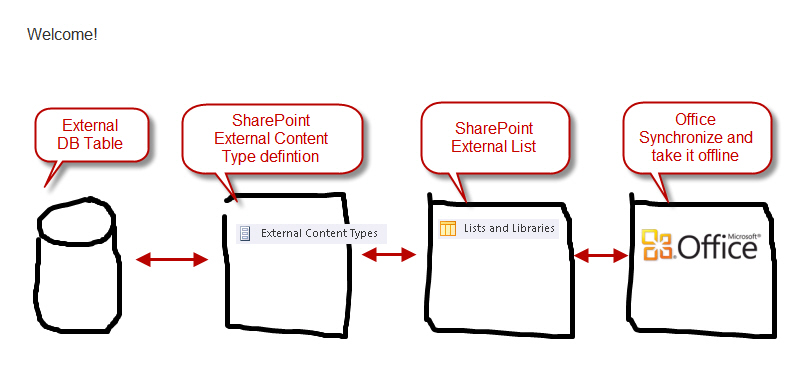 Welcome!
External
DB Table
SharePoint
External Content
Type defintion
SharePoint
External List
Office
Synchronize and
take it offline
External Content Types
Lists and Libraries
Microsoft®
Office